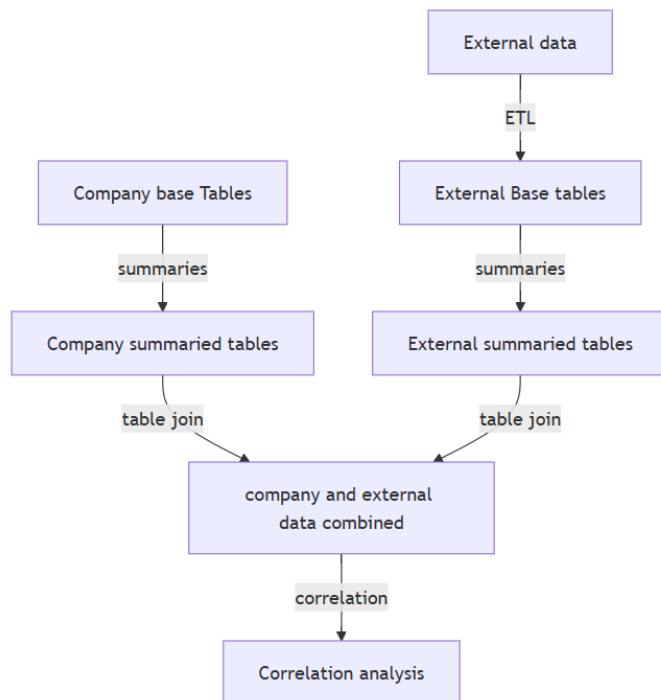 External data
ETL
Company base Tables
External Base tables
summaries
summaries
Company summaried tables
External summaried tables
table join
table join
company and external
data combined
correlation
Correlation analysis